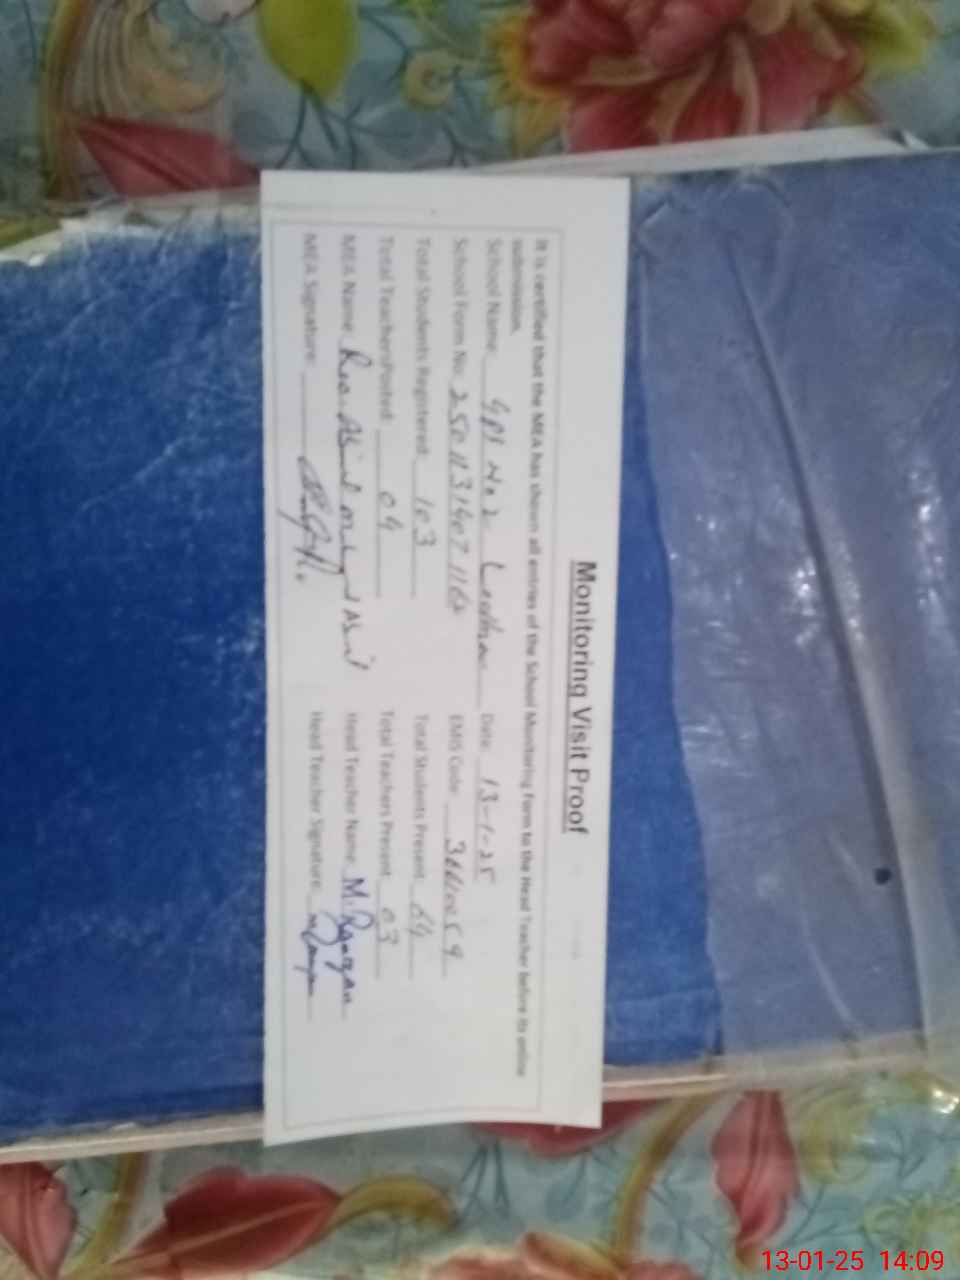 Monitoring Visit Proof
It is certified that the MEA has shown all entries of the School Monitoring Form to the Head Teacher before its online
submission.
School Name: GPS No 2 Date: 13-1-25
School Form No: EMIS Code:
Total Students Registered: 103 Total Students Present: 64
Total Teachers Posted: 04 Total Teachers Present: 03
MEA Name: Head Teacher Name: M.
MEA Signature: Head Teacher Signature:
13-01-25 14:09